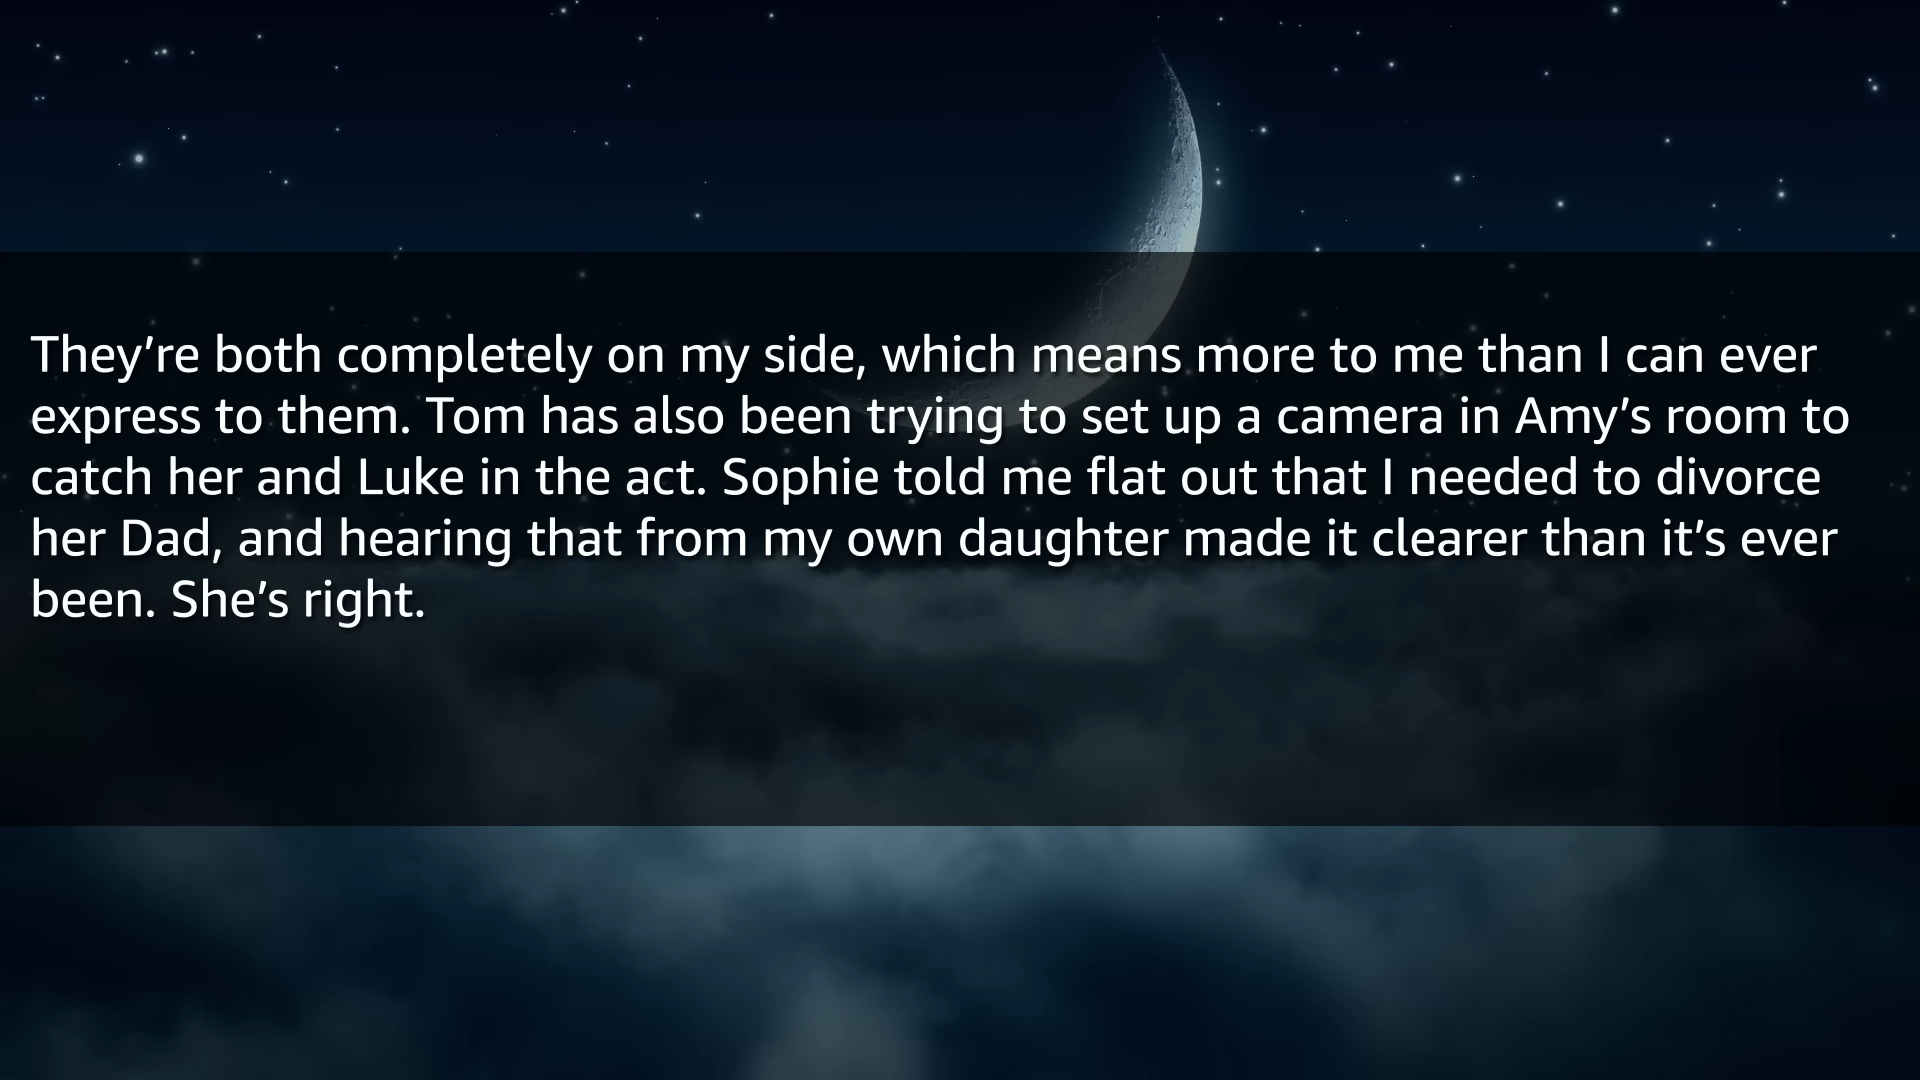 They’re both completely on my side, which means more to me than I can ever
express to them. Tom has also been trying to set up a camera in Amy’s room to
catch her and Luke in the act. Sophie told me flat out that I needed to divorce
her Dad, and hearing that from my own daughter made it clearer than it’s ever
been. She’s right.